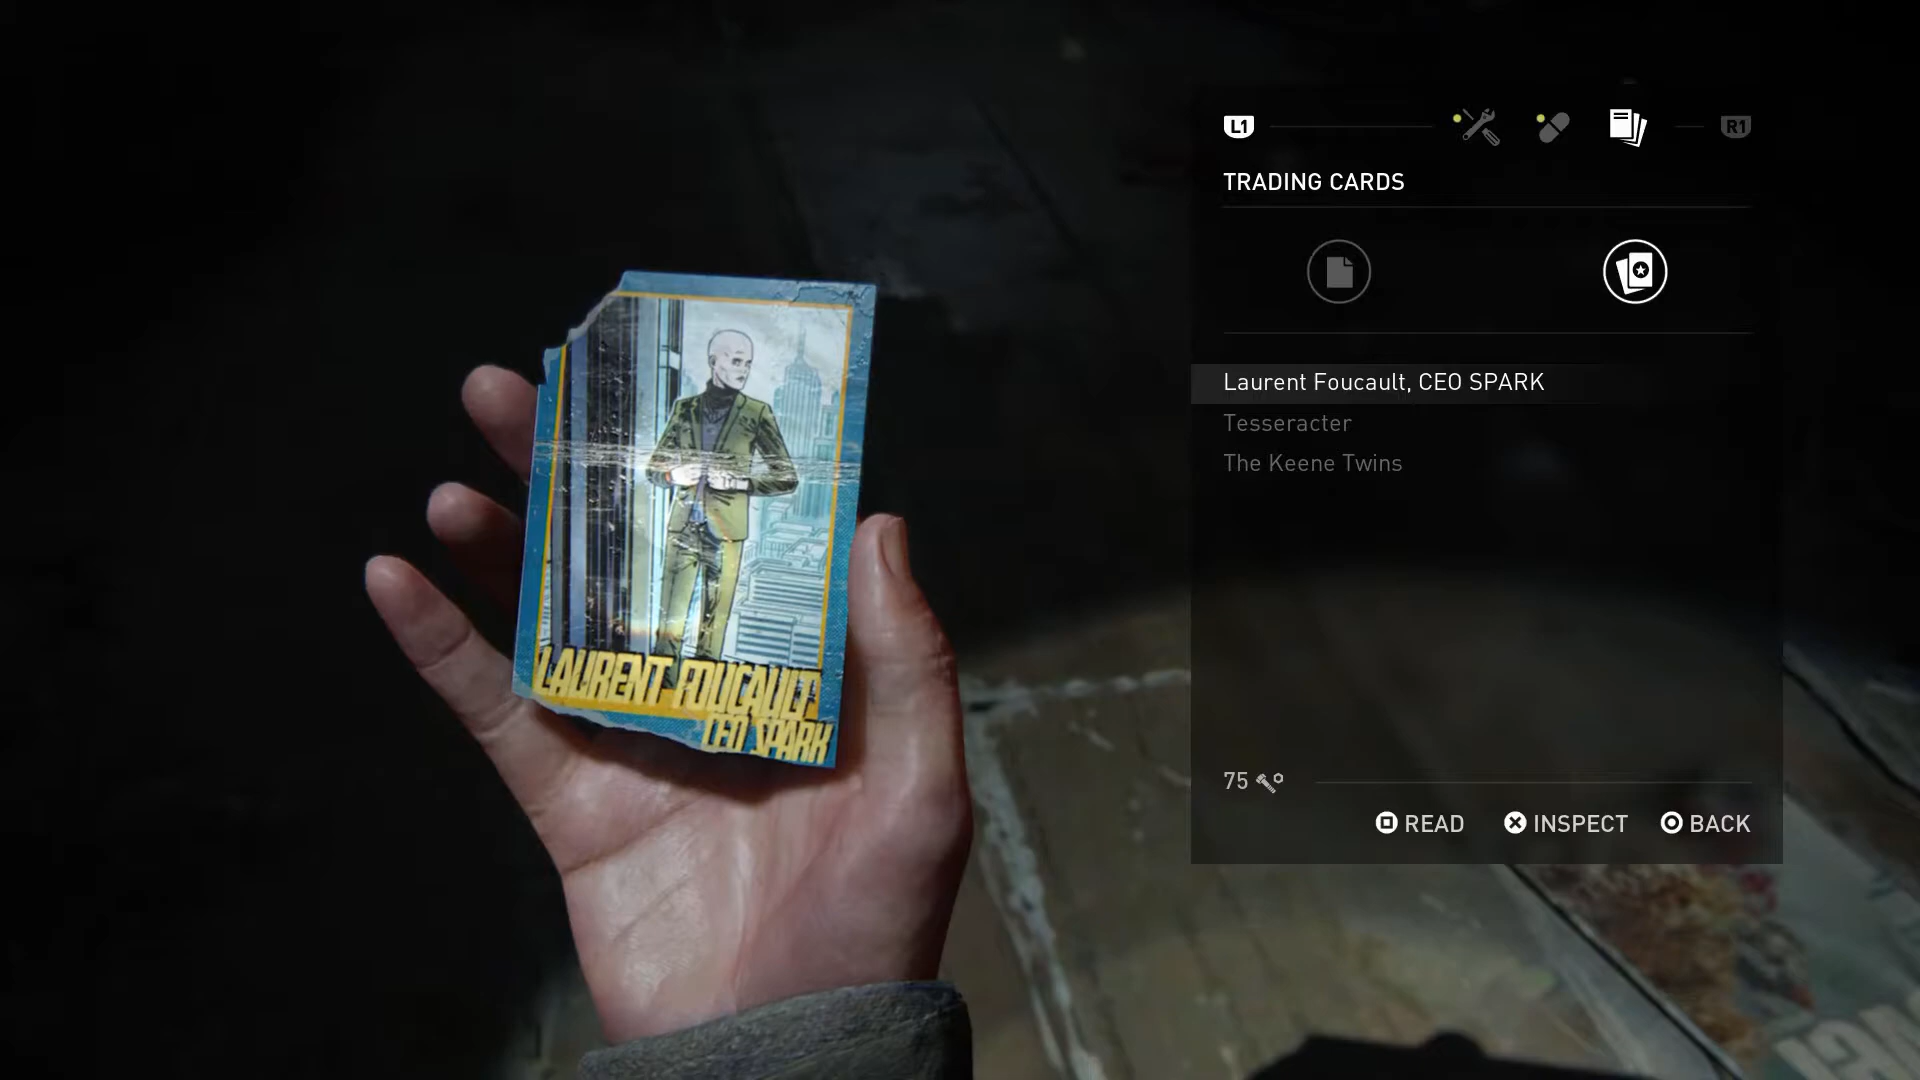 L1
R1
TRADING CARDS
Laurent Foucault, CEO SPARK
Tesseracter
The Keene Twins
75
READ INSPECT BACK
LAURENT FOUCAULT
CEO SPARK